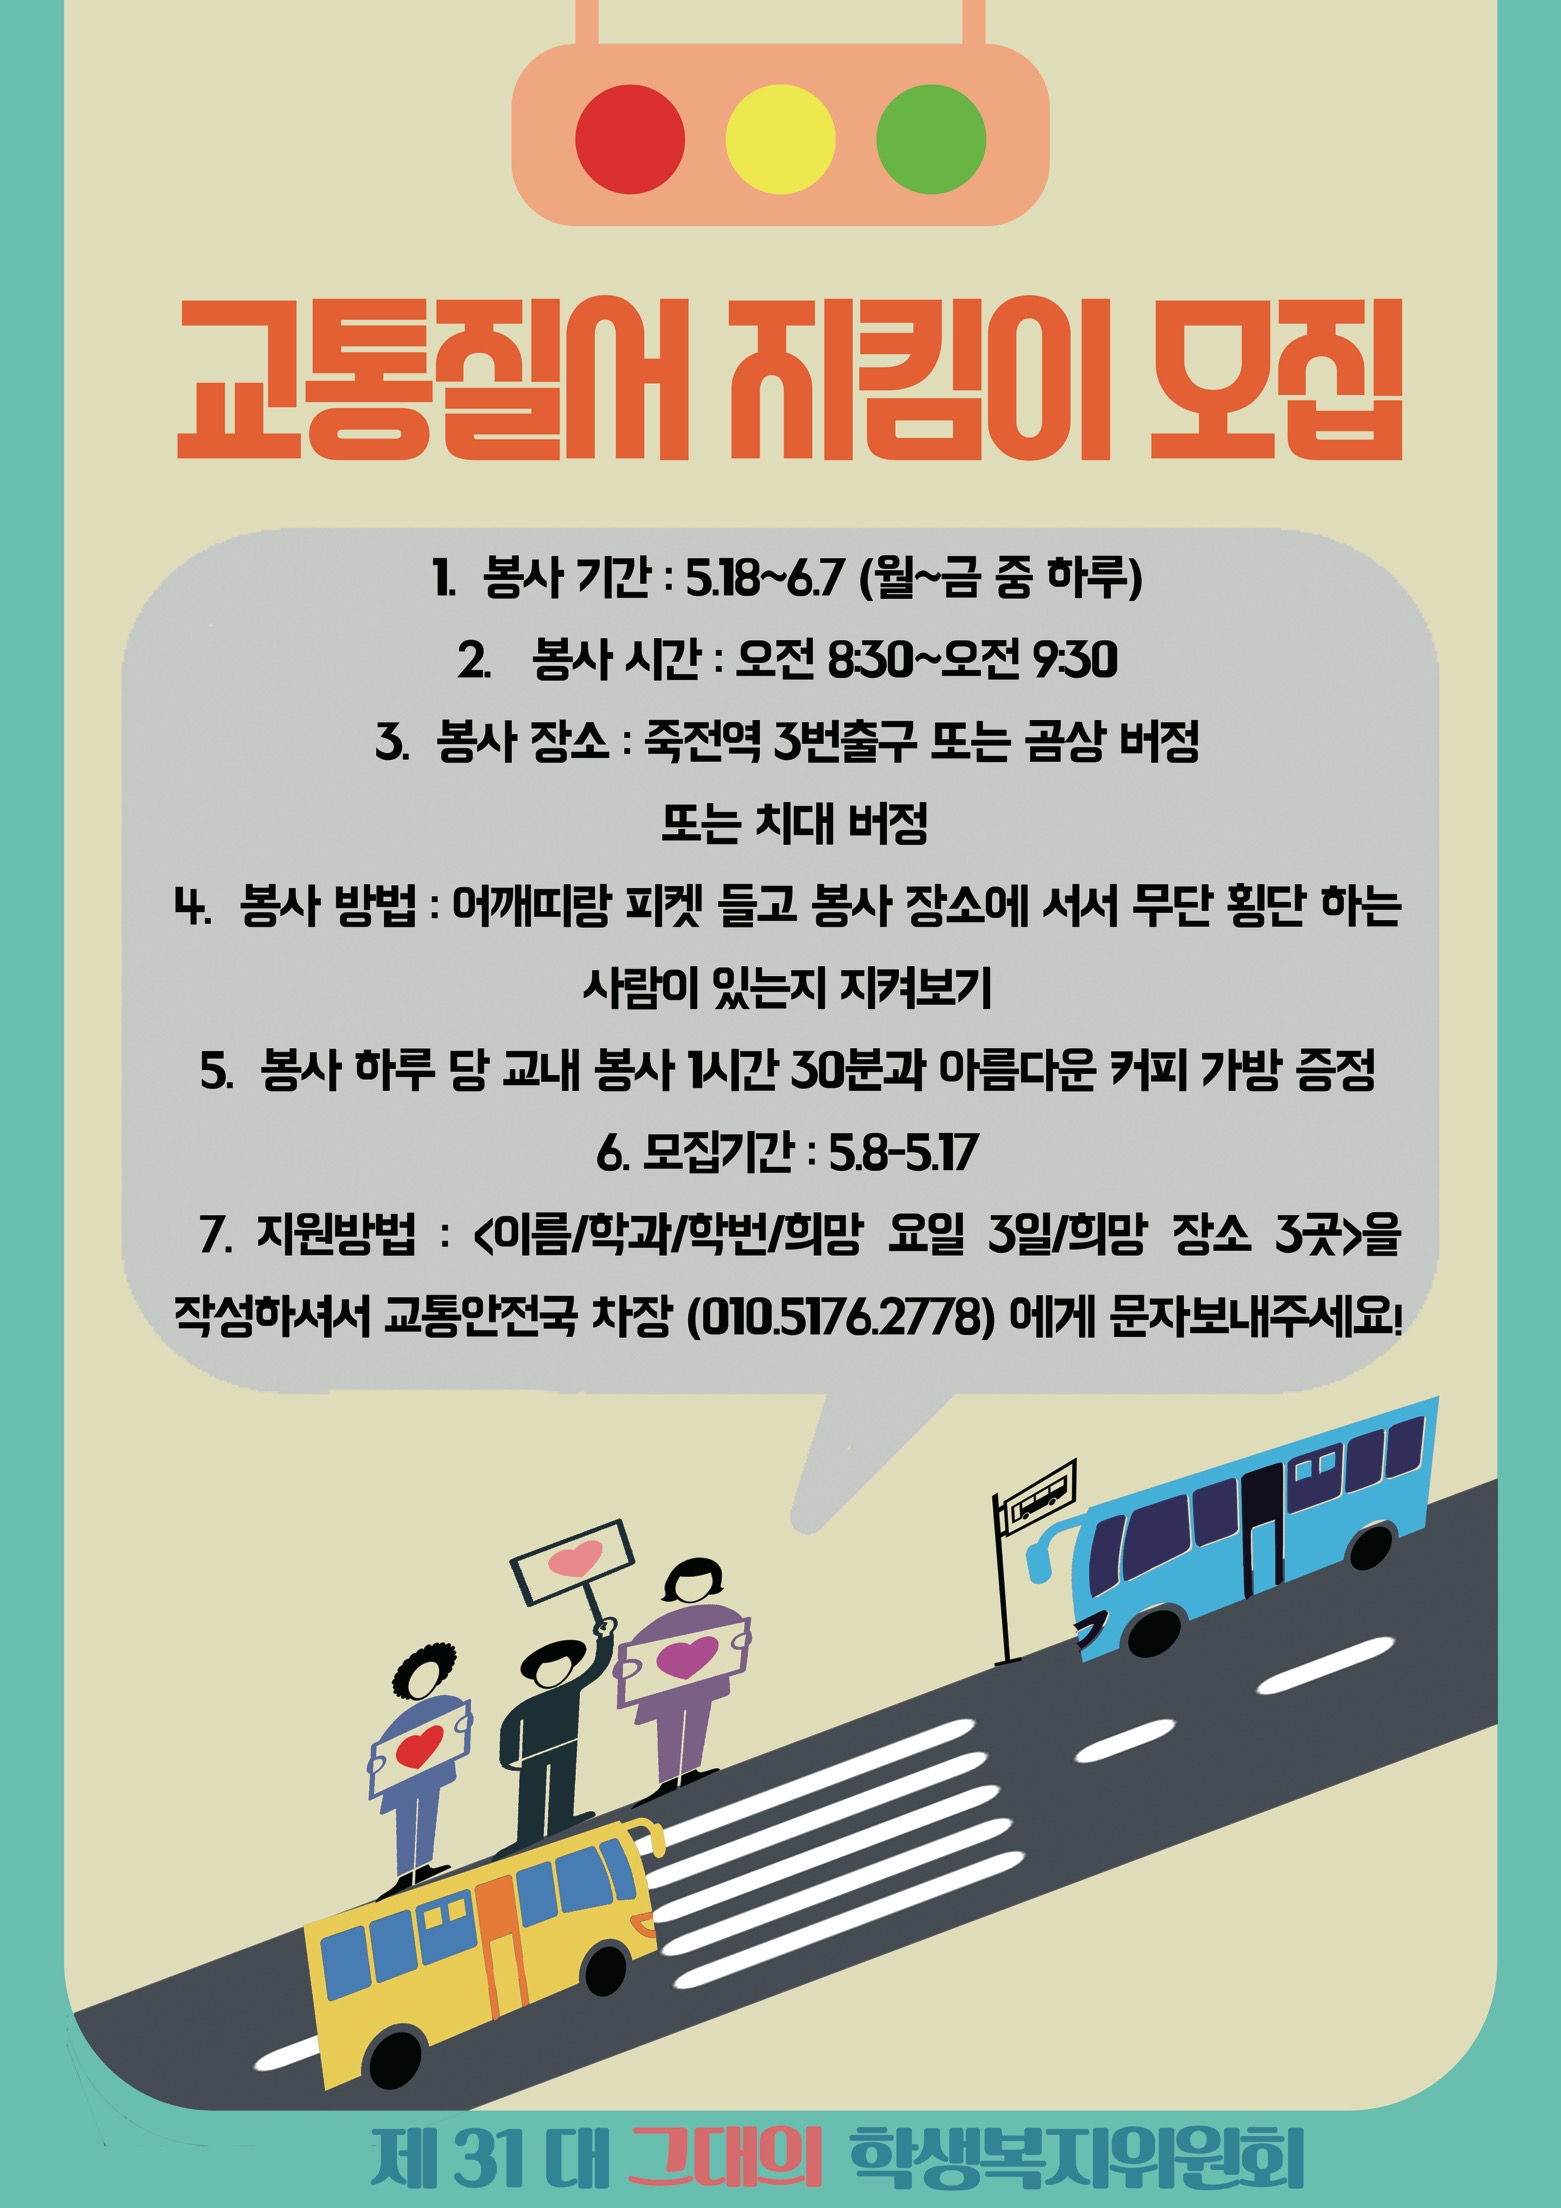 교통질서 지킴이 모집
1. 봉사 기간 : 5.18~6.7 (월~금 중 하루)
2. 봉사 시간 : 오전 8:30~오전 9:30
3. 봉사 장소 : 죽전역 3번출구 또는 곰상 버정
또는 치대 버정
4. 봉사 방법 : 어깨띠랑 피켓 들고 봉사 장소에 서서 무단 횡단 하는
사람이 있는지 지켜보기
5. 봉사 하루 당 교내 봉사 1시간 30분과 아름다운 커피 가방 증정
6. 모집기간 : 5.8-5.17
7. 지원방법 : <이름/학과/학번/희망 요일 3일/희망 장소 3곳>을
작성하셔서 교통안전국 차장 (010.5176.2778) 에게 문자보내주세요!
제 31 대 그대의 학생복지위원회